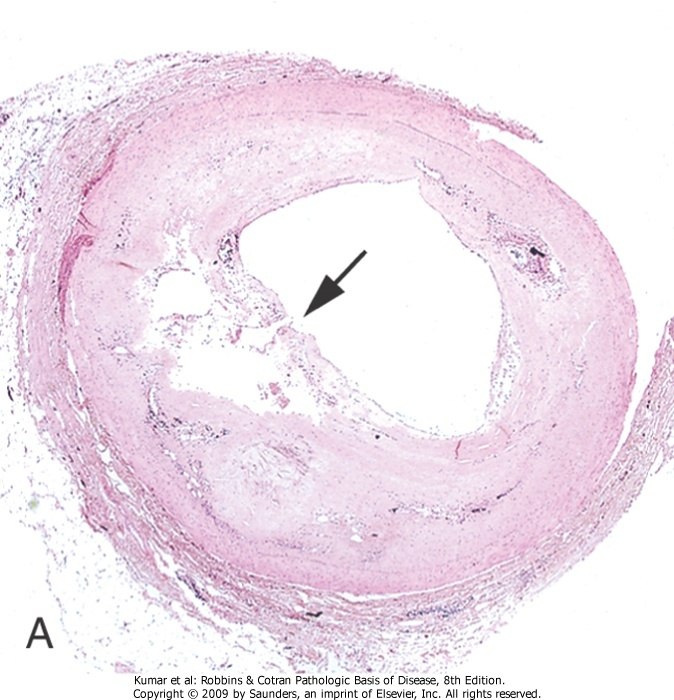 A
Kumar et al: Robbins & Cotran Pathologic Basis of Disease, 8th Edition.
Copyright © 2009 by Saunders, an imprint of Elsevier, Inc. All rights reserved.